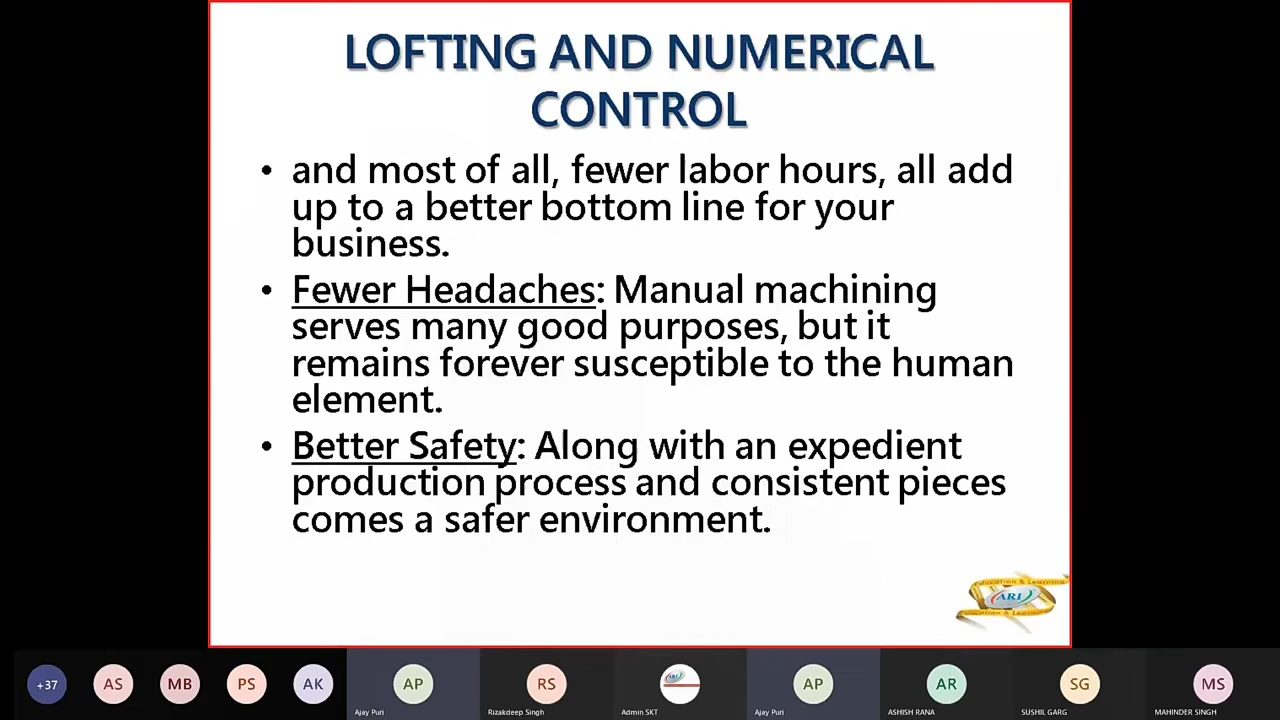 LOFTING AND NUMERICAL
CONTROL
• and most of all, fewer labor hours, all add
up to a better bottom line for your
business.
• Fewer Headaches: Manual machining
serves many good purposes, but it
remains forever susceptible to the human
element.
• Better Safety: Along with an expedient
production process and consistent pieces
comes a safer environment.
Education & Learning
ARI
+37
AS
MB
PS
AK
AP
RS
ARI
AP
AR
SG
MS
Ajay Puri
Rizakdeep Singh
Admin SKT
Ajay Puri
ASHISH RANA
SUSHIL GARG
MAHINDER SINGH